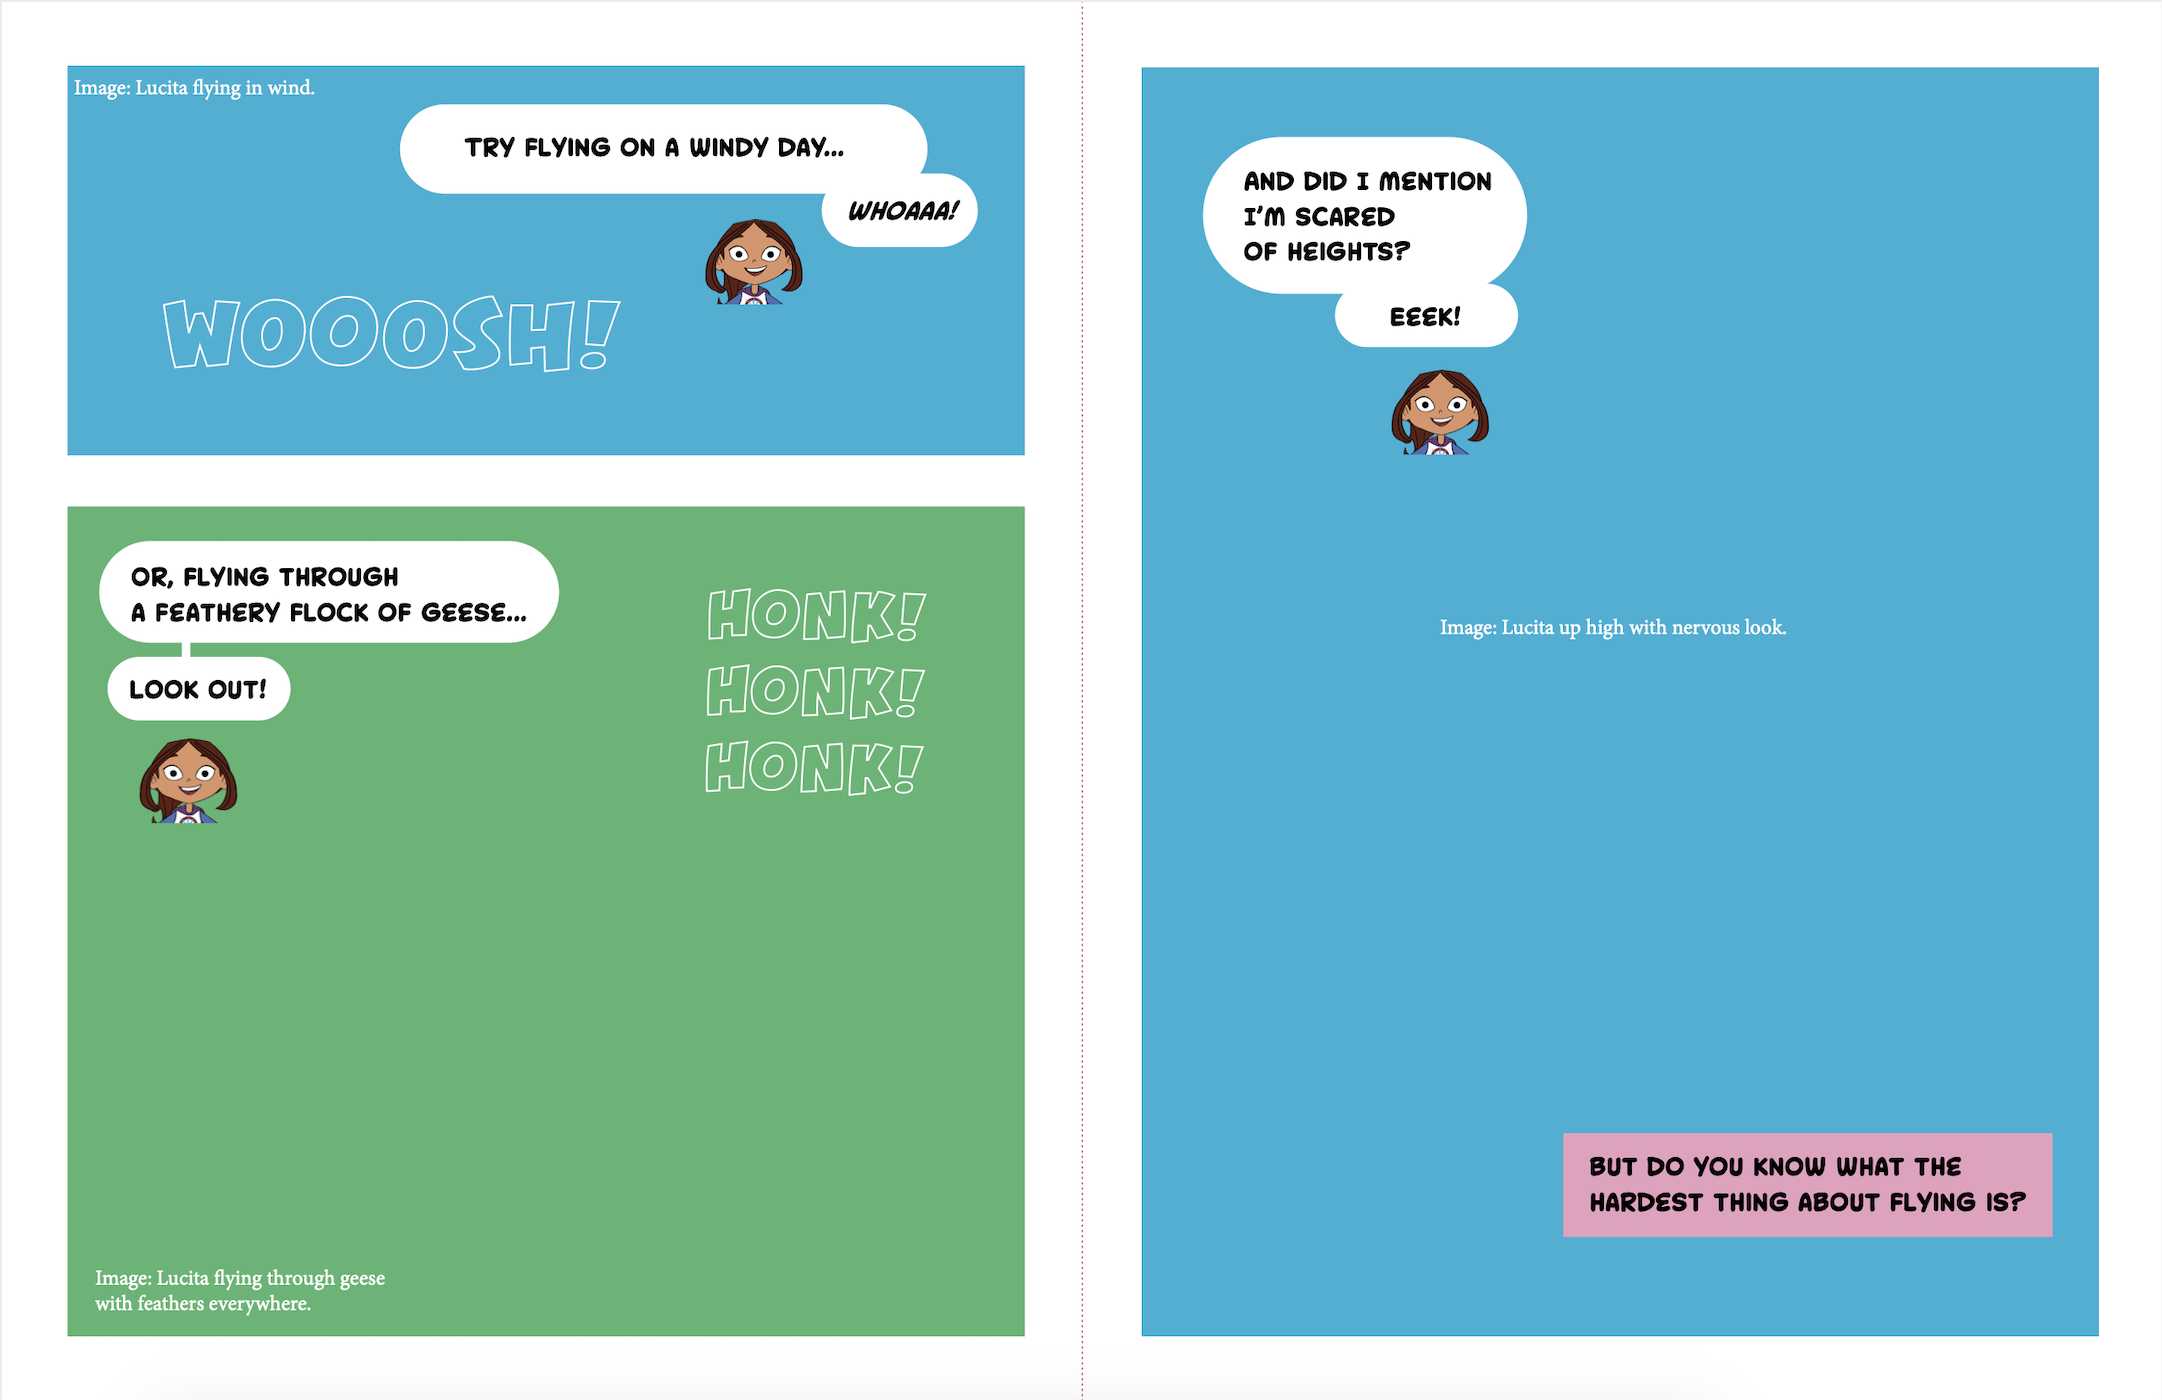 Image: Lucita flying in wind.
TRY FLYING ON A WINDY DAY...
WHOAAA!
WOOOSH!
OR, FLYING THROUGH
A FEATHERY FLOCK OF GEESE...
LOOK OUT!
HONK!
HONK!
HONK!
Image: Lucita flying through geese
with feathers everywhere.
AND DID I MENTION
I'M SCARED
OF HEIGHTS?
EEEK!
Image: Lucita up high with nervous look.
BUT DO YOU KNOW WHAT THE
HARDEST THING ABOUT FLYING IS?